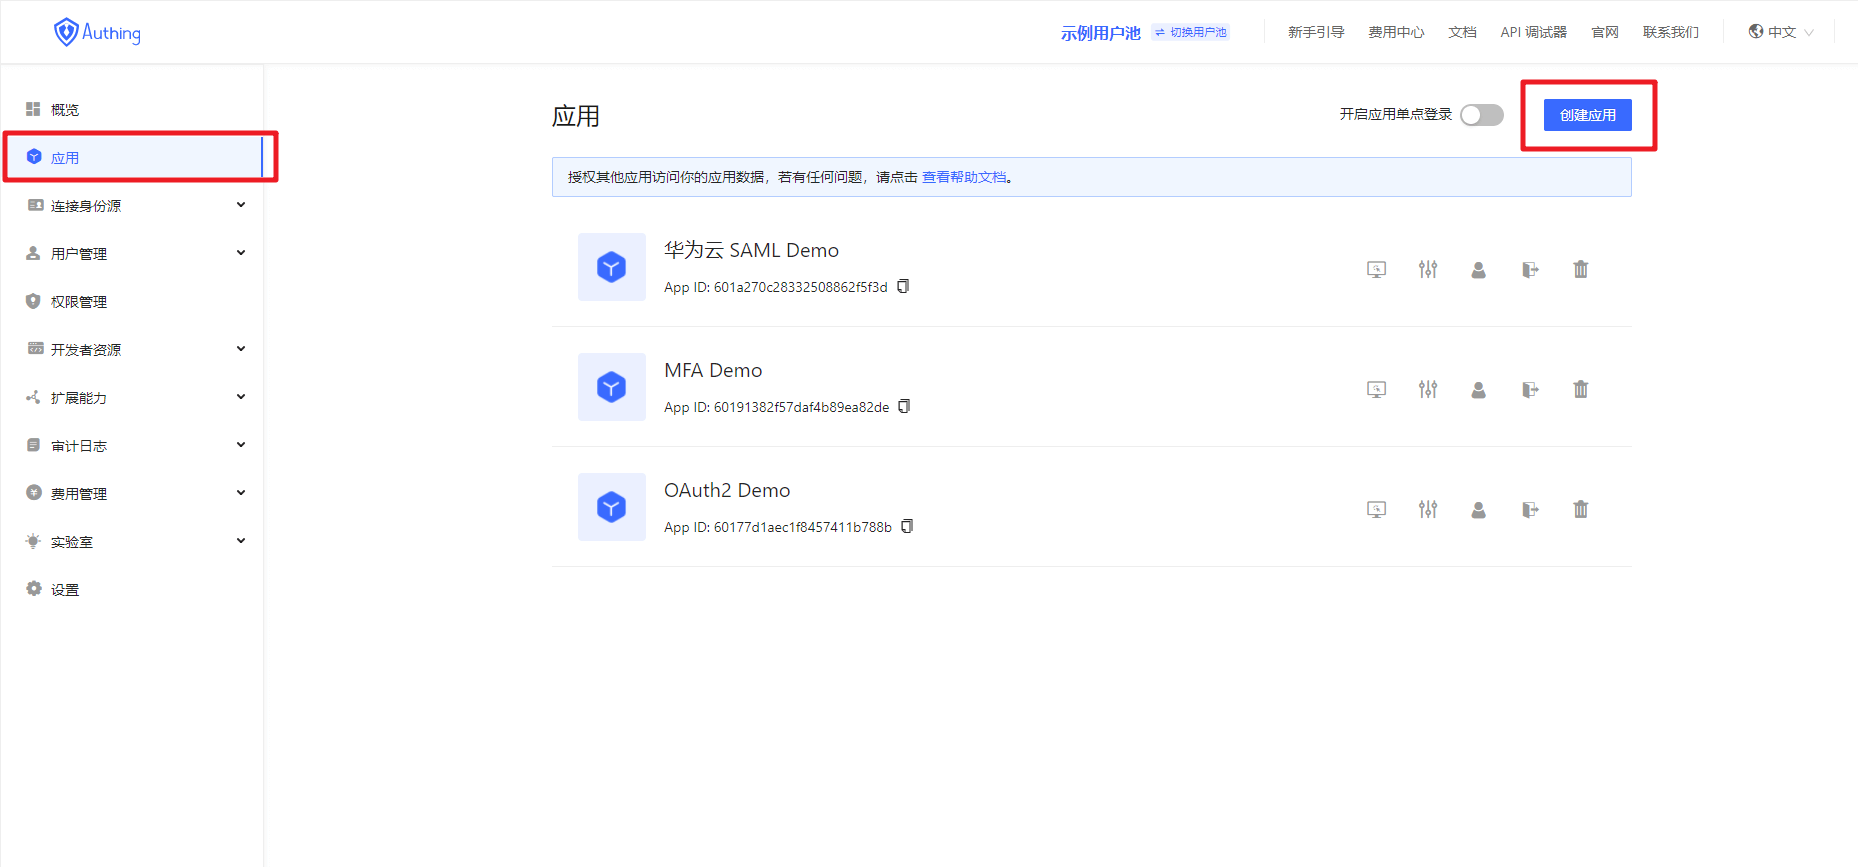 Authing
示例用户池
切换用户池
新手引导
费用中心
文档
API 调试器
官网
联系我们
中文
概览
应用
连接身份源
用户管理
权限管理
开发者资源
扩展能力
审计日志
费用管理
实验室
设置
应用
开启应用单点登录
创建应用
授权其他应用访问你的应用数据，若有任何问题，请点击 查看帮助文档。
华为云 SAML Demo
App ID: 601a270c28332508862f5f3d
MFA Demo
App ID: 60191382f57daf4b89ea82de
OAuth2 Demo
App ID: 60177d1aec1f8457411b788b